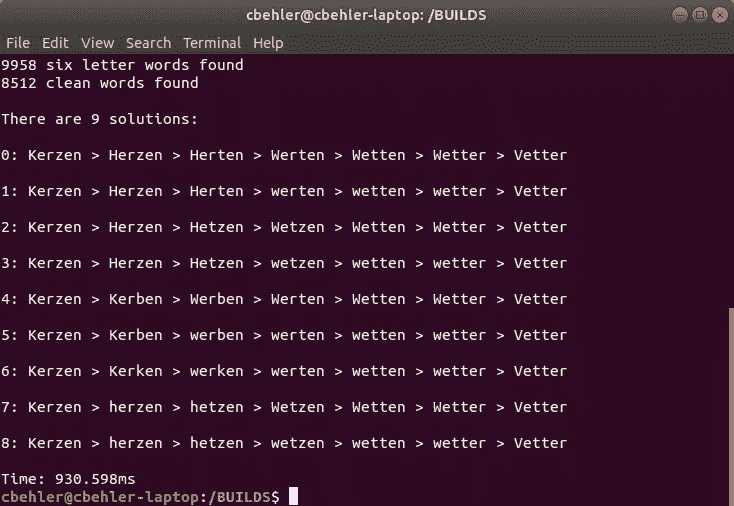 cbehler@cbehler-laptop: /BUILDS
File Edit View Search Terminal Help
9958 six letter words found
8512 clean words found
There are 9 solutions:
0: Kerzen > Herzen > Herten > Werten > Wetten > Wetter > Vetter
1: Kerzen > Herzen > Herten > werten > wetten > wetter > Vetter
2: Kerzen > Herzen > Hetzen > Wetzen > Wetten > Wetter > Vetter
3: Kerzen > Herzen > Hetzen > wetzen > wetten > wetter > Vetter
4: Kerzen > Kerben > Werben > Werten > Wetten > Wetter > Vetter
5: Kerzen > Kerben > werben > werten > wetten > wetter > Vetter
6: Kerzen > Kerken > werken > werten > wetten > wetter > Vetter
7: Kerzen > herzen > hetzen > Wetzen > Wetten > Wetter > Vetter
8: Kerzen > herzen > hetzen > wetzen > wetten > wetter > Vetter
Time: 930.598ms
cbehler@cbehler-laptop:/BUILDS$